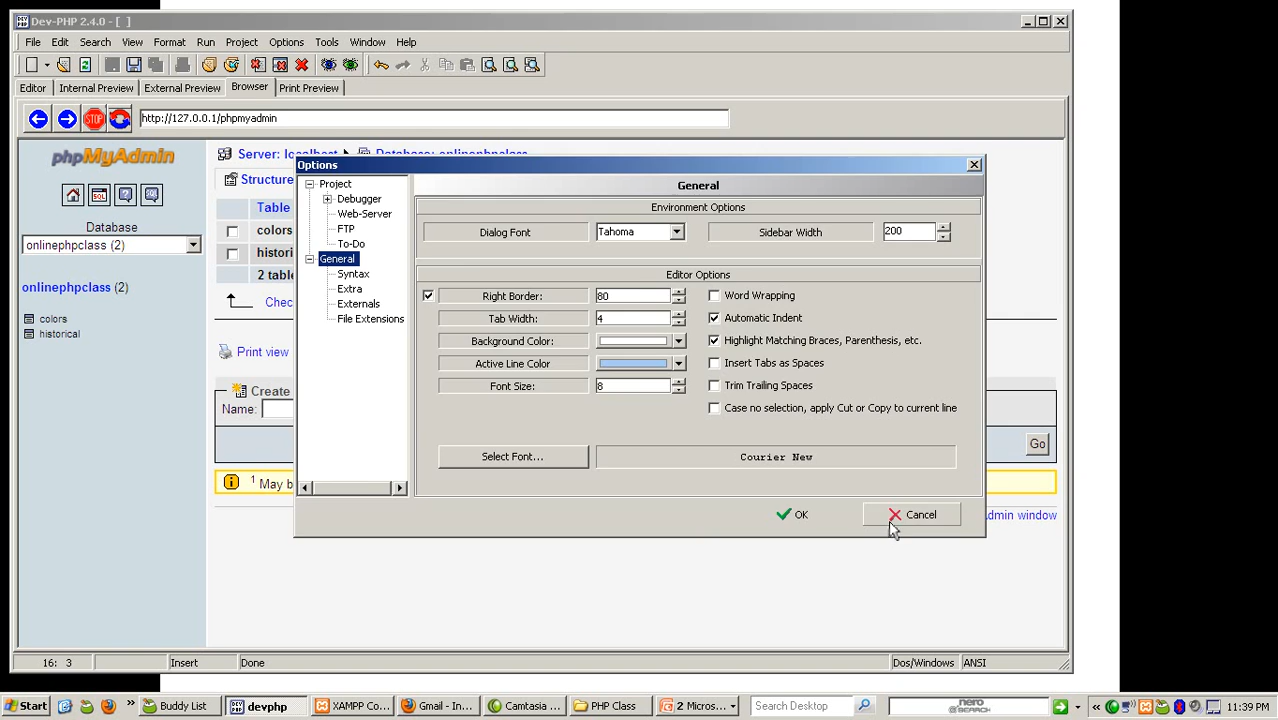 Dev-PHP 2.4.0 - [ ]
File Edit Search View Format Run Project Options Tools Window Help
Editor Internal Preview External Preview Browser Print Preview
http://127.0.0.1/phpmyadmin
phpMyAdmin
Server: localhost Database: onlinephpclass
Structure
Database
onlinephpclass (2)
onlinephpclass (2)
colors
historical
Table
colors
histori
2 table
Chec
Print view
Create
Name:
Go
1 May b
dmin window
Options
Project
Debugger
Web-Server
FTP
To-Do
General
Syntax
Extra
Externals
File Extensions
General
Environment Options
Dialog Font Tahoma Sidebar Width 200
Editor Options
Right Border: 80 Word Wrapping
Tab Width: 4 Automatic Indent
Background Color: Highlight Matching Braces, Parenthesis, etc.
Active Line Color Insert Tabs as Spaces
Font Size: 8 Trim Trailing Spaces
Case no selection, apply Cut or Copy to current line
Select Font... Courier New
OK Cancel
16: 3 Insert Done Dos/Windows ANSI
Start Buddy List devphp XAMPP Co... Gmail - ... Camtasia ... PHP Class 2 Micros... Search Desktop nero SEARCH 11:39 PM